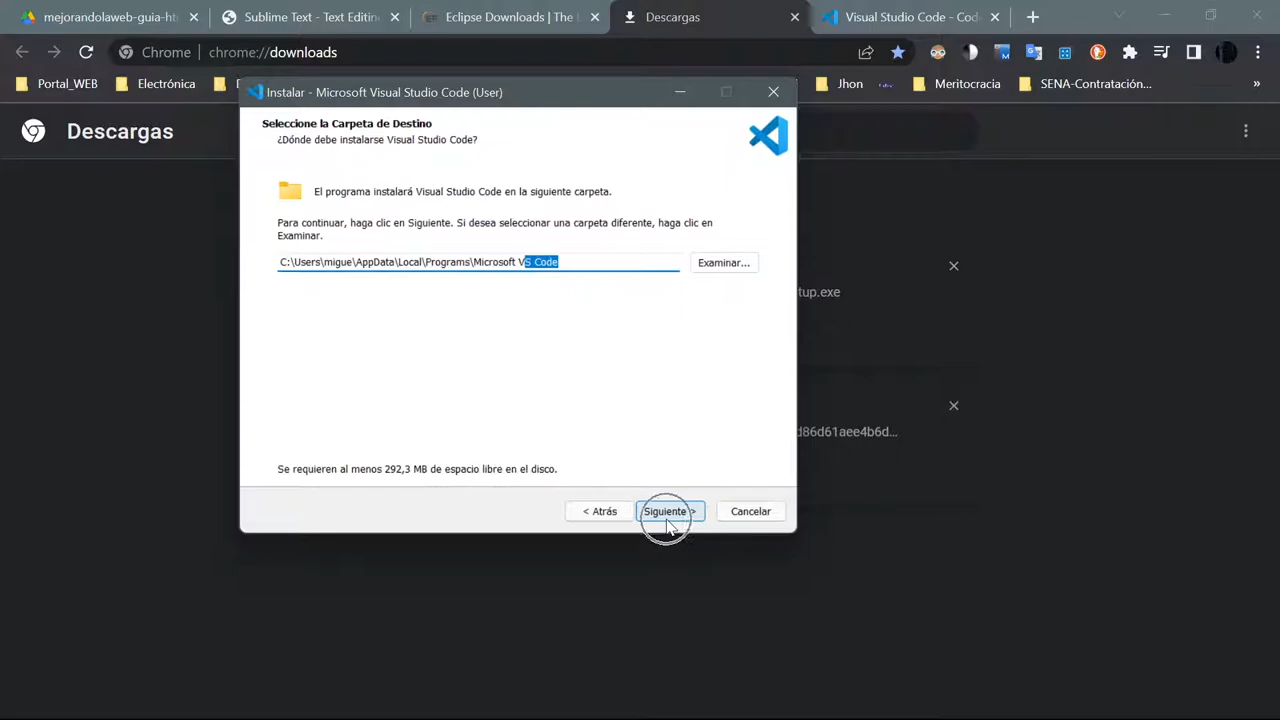 mejorandolaweb-guia-ht
Sublime Text - Text Editin
Eclipse Downloads | The
Descargas
Visual Studio Code - Cod
Chrome | chrome://downloads
Portal_WEB
Electrónica
Jhon
Meritocracia
SENA-Contratación...
»
Descargas
Instalar - Microsoft Visual Studio Code (User)
Seleccione la Carpeta de Destino
¿Dónde debe instalarse Visual Studio Code?
El programa instalará Visual Studio Code en la siguiente carpeta.
Para continuar, haga clic en Siguiente. Si desea seleccionar una carpeta diferente, haga clic en
Examinar.
C:\Users\migue\AppData\Local\Programs\Microsoft VS Code
Examinar...
tup.exe
d86d61aee4b6d...
Se requieren al menos 292,3 MB de espacio libre en el disco.
< Atrás
Siguiente >
Cancelar